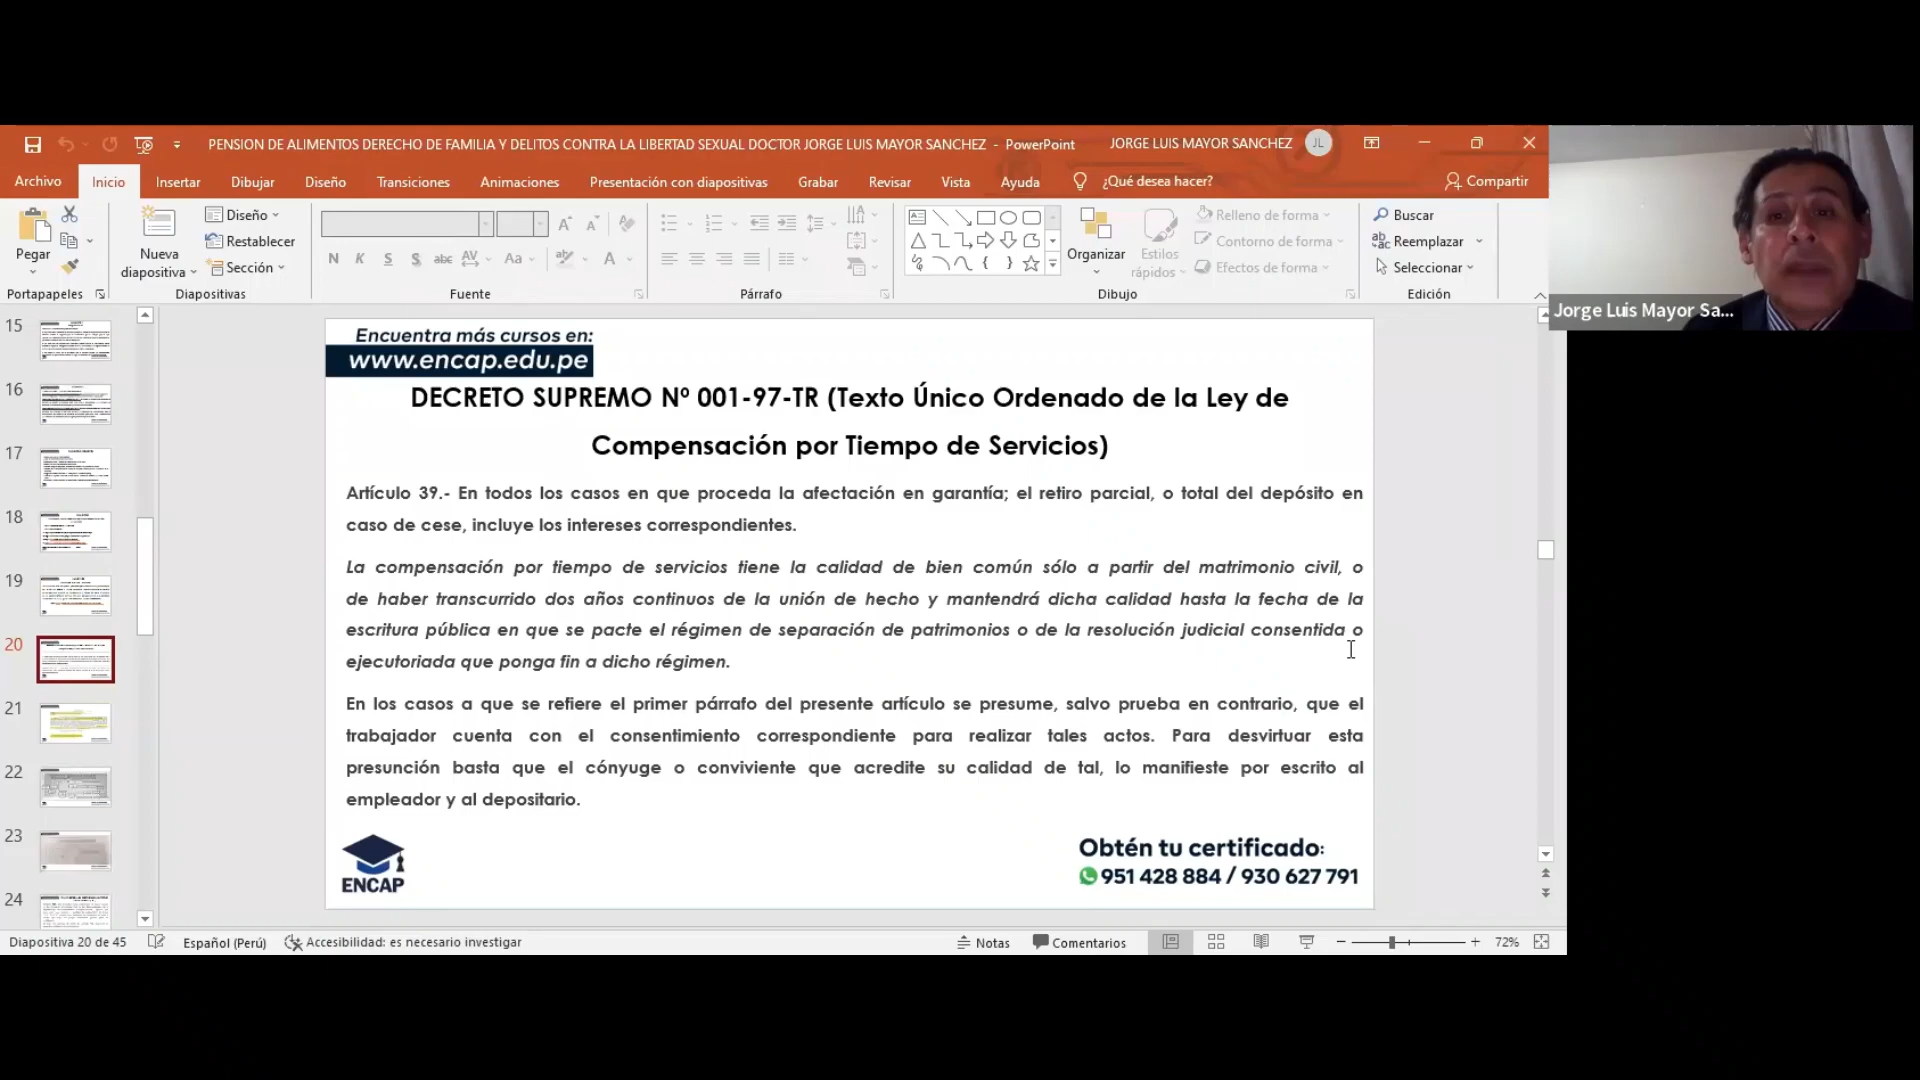 PENSION DE ALIMENTOS DERECHO DE FAMILIA Y DELITOS CONTRA LA LIBERTAD SEXUAL DOCTOR JORGE LUIS MAYOR SANCHEZ - PowerPoint
JORGE LUIS MAYOR SANCHEZ
JL
Archivo
Inicio
Insertar
Dibujar
Diseño
Transiciones
Animaciones
Presentación con diapositivas
Grabar
Revisar
Vista
Ayuda
¿Qué desea hacer?
Compartir
Pegar
Portapapeles
Nueva
diapositiva
Diseño
Restablecer
Sección
Diapositivas
N K S S abc AV Aa A
Fuente
Párrafo
Organizar
Estilos
rápidos
Relleno de forma
Contorno de forma
Efectos de forma
Dibujo
Buscar
Reemplazar
Seleccionar
Edición
Jorge Luis Mayor Sa...
15
16
17
18
19
20
21
22
23
24
Encuentra más cursos en:
www.encap.edu.pe
DECRETO SUPREMO Nº 001-97-TR (Texto Único Ordenado de la Ley de
Compensación por Tiempo de Servicios)
Artículo 39.- En todos los casos en que proceda la afectación en garantía; el retiro parcial, o total del depósito en
caso de cese, incluye los intereses correspondientes.
La compensación por tiempo de servicios tiene la calidad de bien común sólo a partir del matrimonio civil, o
de haber transcurrido dos años continuos de la unión de hecho y mantendrá dicha calidad hasta la fecha de la
escritura pública en que se pacte el régimen de separación de patrimonios o de la resolución judicial consentida o
ejecutoriada que ponga fin a dicho régimen.
En los casos a que se refiere el primer párrafo del presente artículo se presume, salvo prueba en contrario, que el
trabajador cuenta con el consentimiento correspondiente para realizar tales actos. Para desvirtuar esta
presunción basta que el cónyuge o conviviente que acredite su calidad de tal, lo manifieste por escrito al
empleador y al depositario.
ENCAP
Obtén tu certificado:
951 428 884 / 930 627 791
Diapositiva 20 de 45
Español (Perú)
Accesibilidad: es necesario investigar
Notas
Comentarios
72%